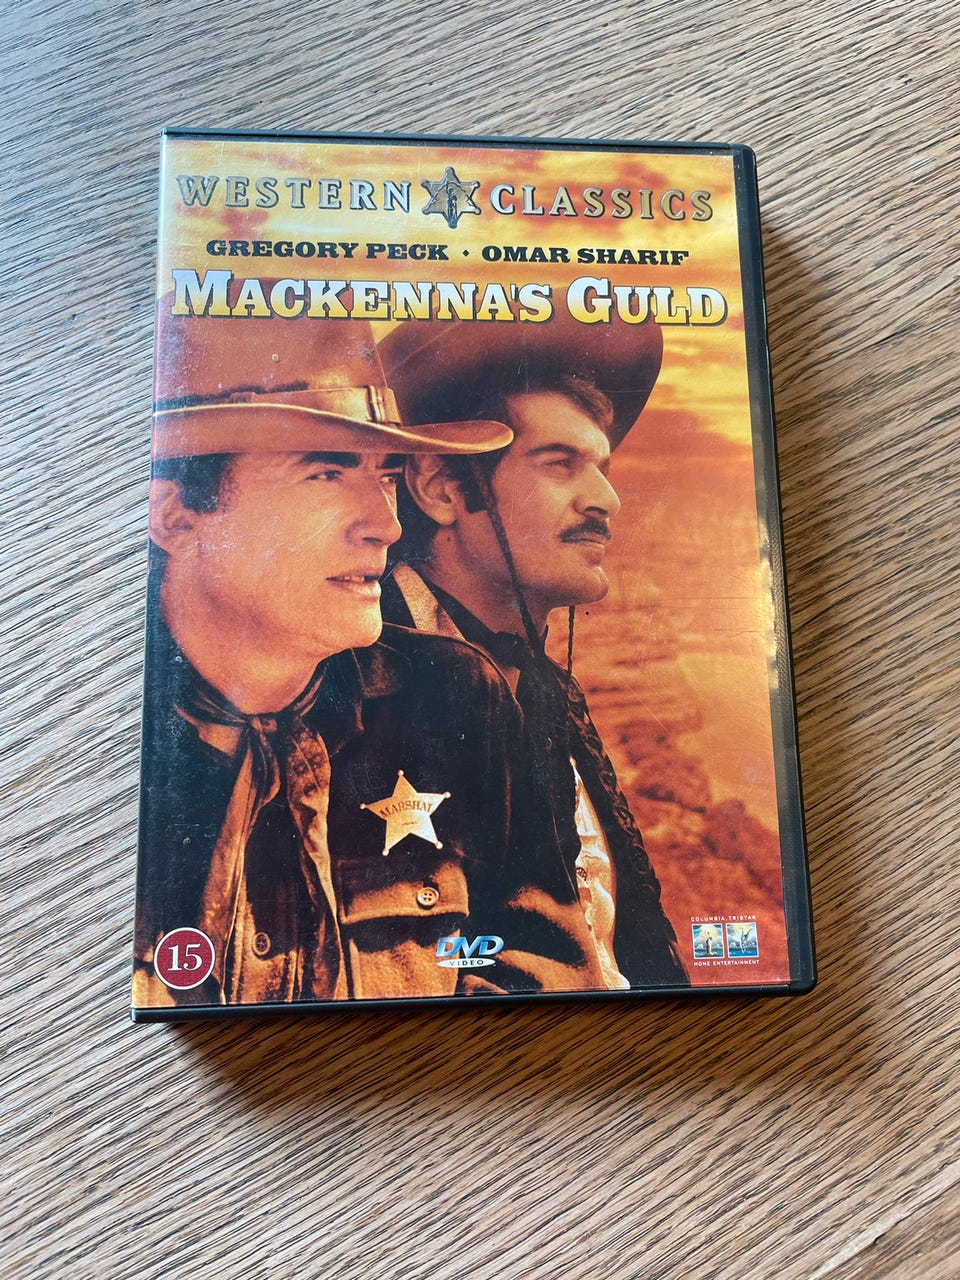 WESTERN CLASSICS
GREGORY PECK · OMAR SHARIF
MACKENNA'S GULD
MARSHAL
15
DVD
VIDEO
COLUMBIA TRISTAR
HOME ENTERTAINMENT